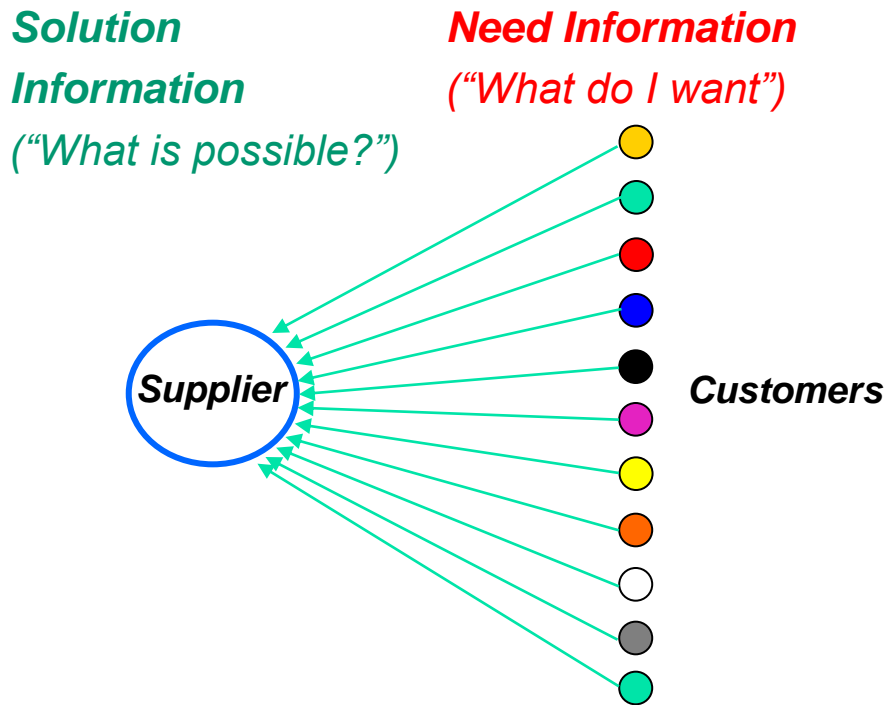 Solution
Information
(“What is possible?”)
Need Information
(“What do I want”)
Supplier
Customers